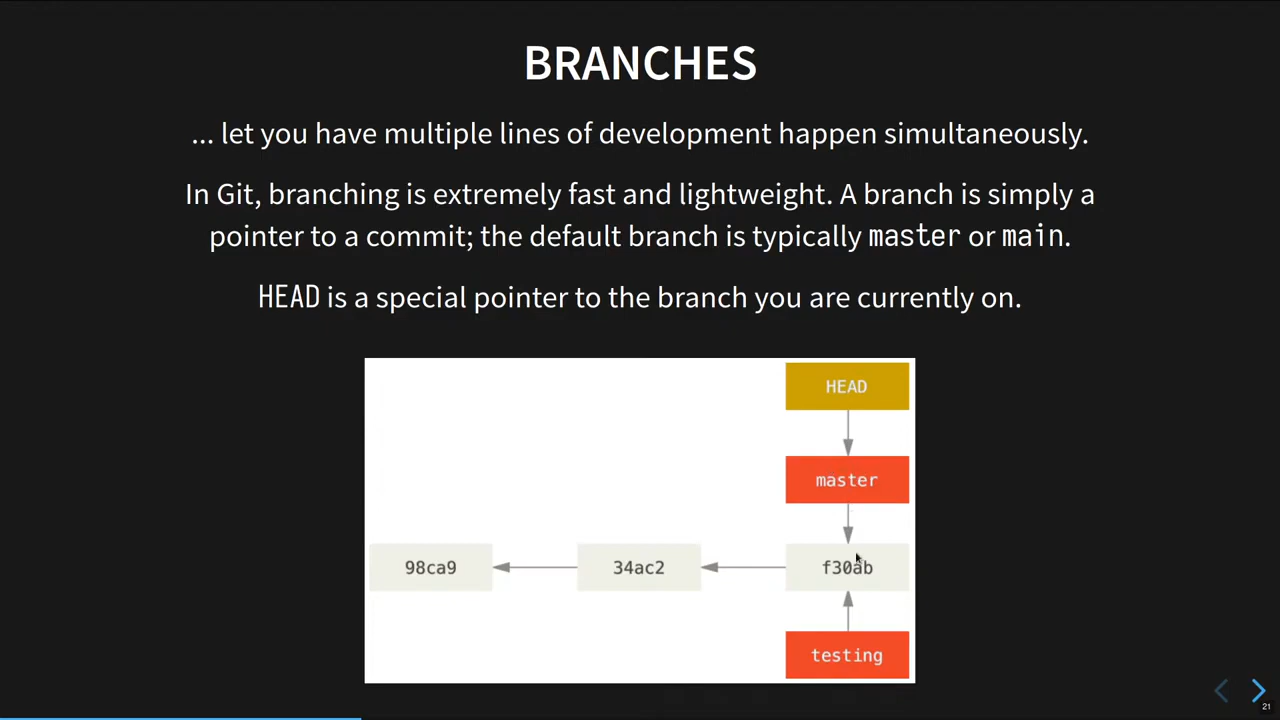 BRANCHES
... let you have multiple lines of development happen simultaneously.
In Git, branching is extremely fast and lightweight. A branch is simply a
pointer to a commit; the default branch is typically master or main.
HEAD is a special pointer to the branch you are currently on.
HEAD
master
98ca9
34ac2
f30ab
testing
21